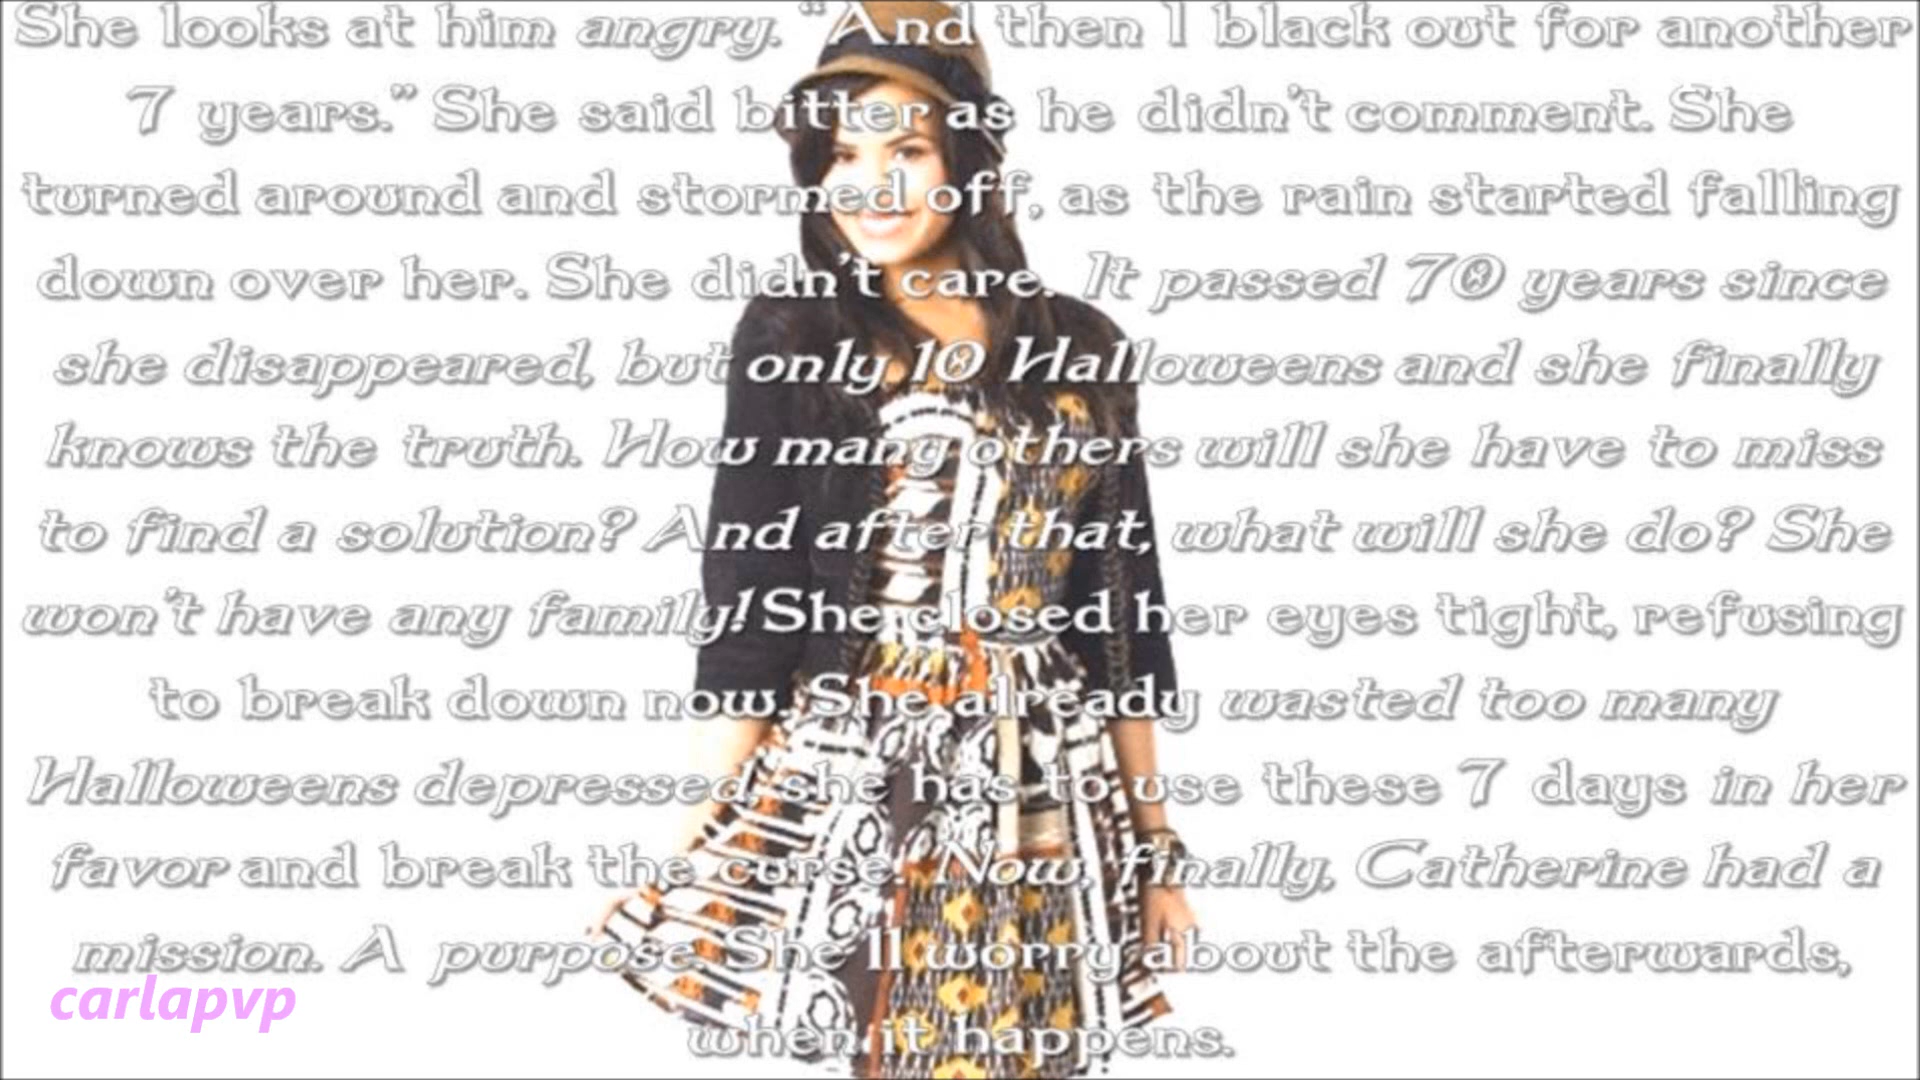 She looks at him angry. “And then I black out for another
7 years.” She said bitter as he didn’t comment. She
turned around and stormed off, as the rain started falling
down over her. She didn’t care. It passed 70 years since
she disappeared, but only 10 Halloweens and she finally
knows the truth. How many others will she have to miss
to find a solution? And after that, what will she do? She
won’t have any family! She closed her eyes tight, refusing
to break down now. She already wasted too many
Halloweens depressed, she has to use these 7 days in her
favor and break the curse. Now, finally, Catherine had a
mission. A purpose. She’ll worry about the afterwards,
when it happens.
carlapvp